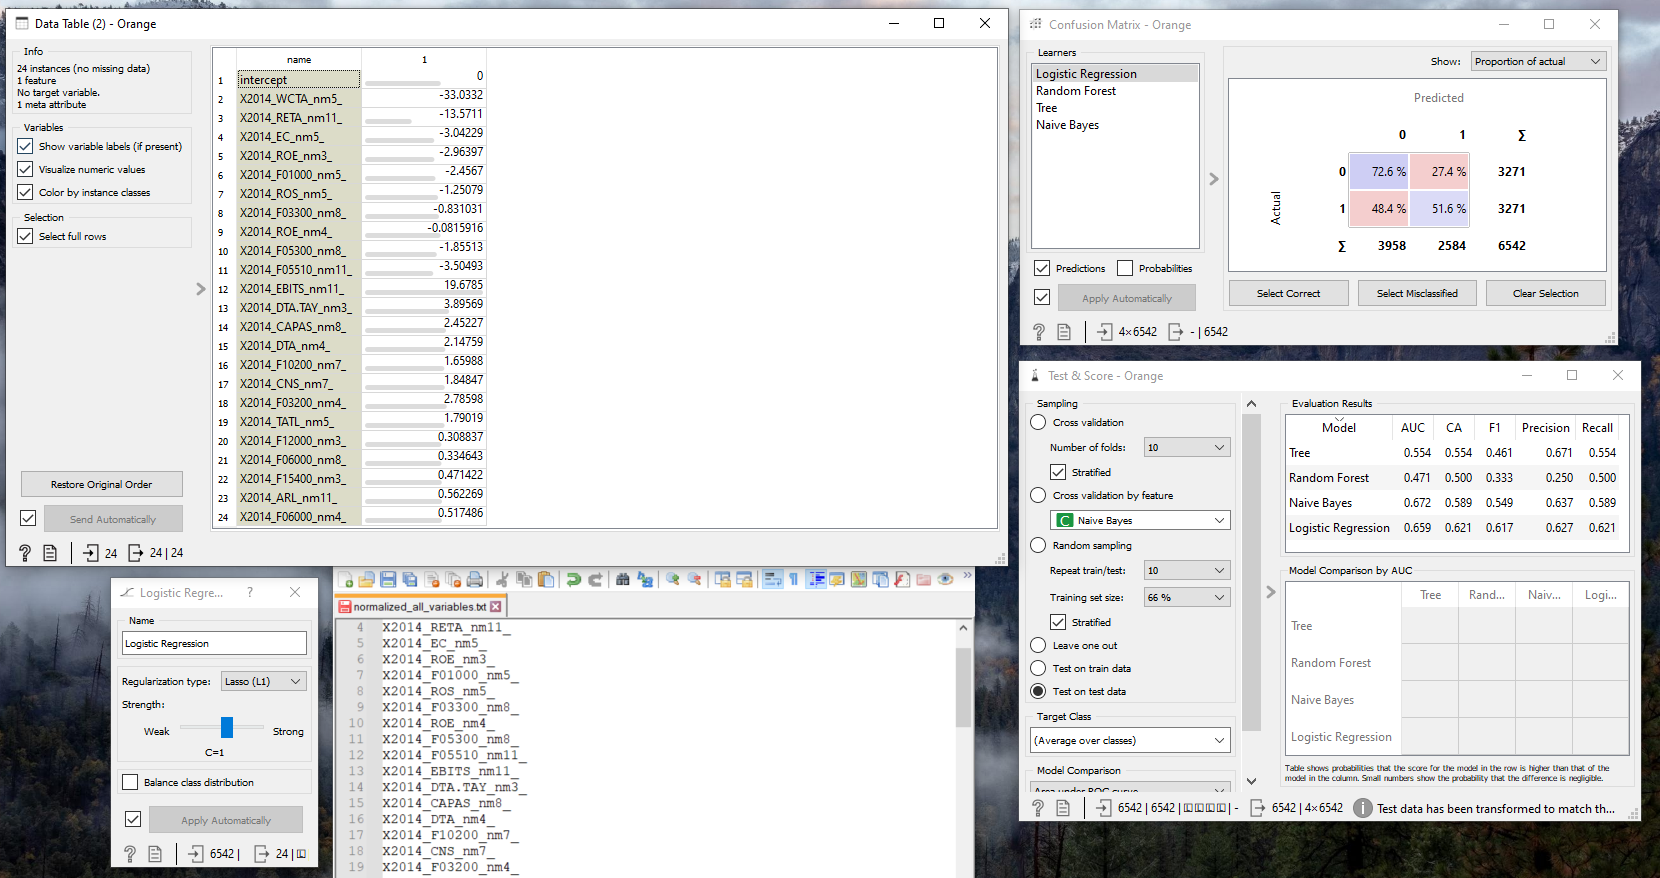 Data Table (2) - Orange
Info
24 instances (no missing data)
1 feature
No target variable.
1 meta attribute
Variables
Show variable labels (if present)
Visualize numeric values
Color by instance classes
Selection
Select full rows
Restore Original Order
Send Automatically
24
24 | 24
name 1
1 intercept 0
2 X2014_WCTA_nm5_ -33.0332
3 X2014_RETA_nm11_ -13.5711
4 X2014_EC_nm5_ -3.04229
5 X2014_ROE_nm3_ -2.96397
6 X2014_F01000_nm5_ -2.4567
7 X2014_ROS_nm5_ -1.25079
8 X2014_F03300_nm8_ -0.831031
9 X2014_ROE_nm4_ -0.0815916
10 X2014_F05300_nm8_ -1.85513
11 X2014_F05510_nm11_ -3.50493
12 X2014_EBITS_nm11_ 19.6785
13 X2014_DTA.TAY_nm3_ 3.89569
14 X2014_CAPAS_nm8_ 2.45227
15 X2014_DTA_nm4_ 2.14759
16 X2014_F10200_nm7_ 1.65988
17 X2014_CNS_nm7_ 1.84847
18 X2014_F03200_nm4_ 2.78598
19 X2014_TATL_nm5_ 1.79019
20 X2014_F12000_nm3_ 0.308837
21 X2014_F06000_nm8_ 0.334643
22 X2014_F15400_nm3_ 0.471422
23 X2014_ARL_nm11_ 0.562269
24 X2014_F06000_nm4_ 0.517486
Confusion Matrix - Orange
Learners
Logistic Regression
Random Forest
Tree
Naive Bayes
Predictions
Probabilities
Apply Automatically
Show: Proportion of actual
Predicted
0 1 Σ
0 72.6 % 27.4 % 3271
Actual
1 48.4 % 51.6 % 3271
Σ 3958 2584 6542
Select Correct
Select Misclassified
Clear Selection
4×6542
- | 6542
Test & Score - Orange
Sampling
Cross validation
Number of folds: 10
Stratified
Cross validation by feature
C Naive Bayes
Random sampling
Repeat train/test: 10
Training set size: 66 %
Stratified
Leave one out
Test on train data
Test on test data
Target Class
(Average over classes)
Model Comparison
Area under ROC curve
Evaluation Results
Model AUC CA F1 Precision Recall
Tree 0.554 0.554 0.461 0.671 0.554
Random Forest 0.471 0.500 0.333 0.250 0.500
Naive Bayes 0.672 0.589 0.549 0.637 0.589
Logistic Regression 0.659 0.621 0.617 0.627 0.621
Model Comparison by AUC
Tree Rand... Naiv... Logi...
Tree
Random Forest
Naive Bayes
Logistic Regression
Table shows probabilities that the score for the model in the row is higher than that of the
model in the column. Small numbers show the probability that the difference is negligible.
6542 | 6542 | | -
6542 | 4×6542
Test data has been transformed to match th...
Logistic Regre... ?
Name
Logistic Regression
Regularization type: Lasso (L1)
Strength:
Weak Strong
C=1
Balance class distribution
Apply Automatically
6542 |
24 |
normalized_all_variables.txt
4 X2014_RETA_nm11_
5 X2014_EC_nm5_
6 X2014_ROE_nm3_
7 X2014_F01000_nm5_
8 X2014_ROS_nm5_
9 X2014_F03300_nm8_
10 X2014_ROE_nm4_
11 X2014_F05300_nm8_
12 X2014_F05510_nm11_
13 X2014_EBITS_nm11_
14 X2014_DTA.TAY_nm3_
15 X2014_CAPAS_nm8_
16 X2014_DTA_nm4_
17 X2014_F10200_nm7_
18 X2014_CNS_nm7_
19 X2014_F03200_nm4_